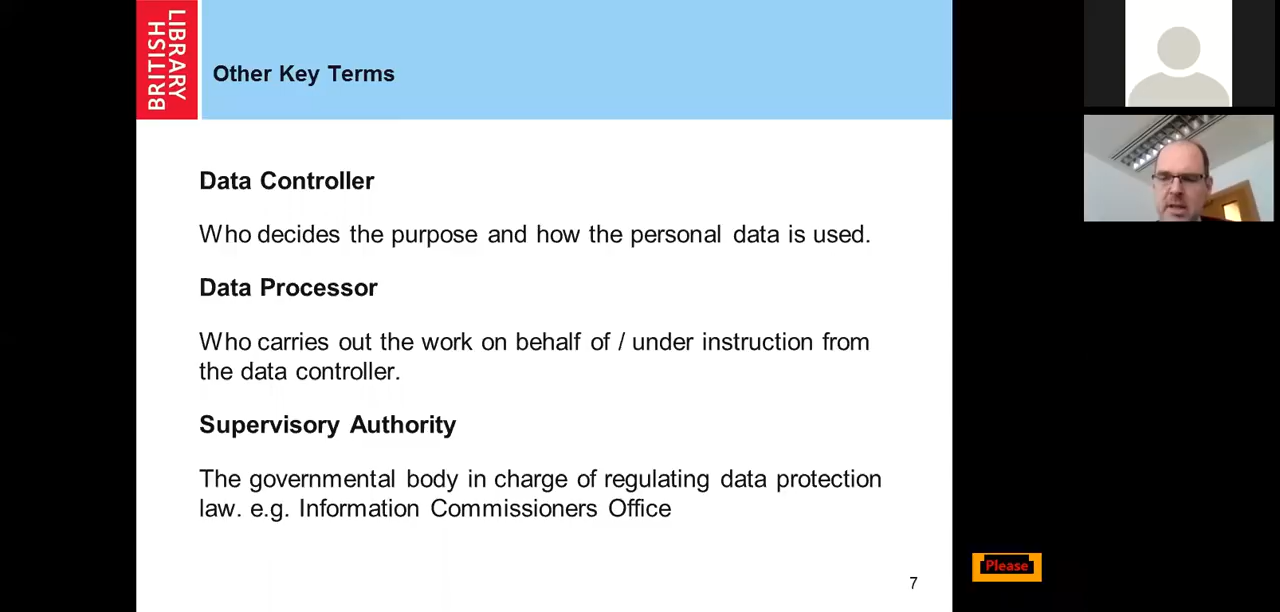 BRITISH
LIBRARY
Other Key Terms
Data Controller
Who decides the purpose and how the personal data is used.
Data Processor
Who carries out the work on behalf of / under instruction from
the data controller.
Supervisory Authority
The governmental body in charge of regulating data protection
law. e.g. Information Commissioners Office
Please
7